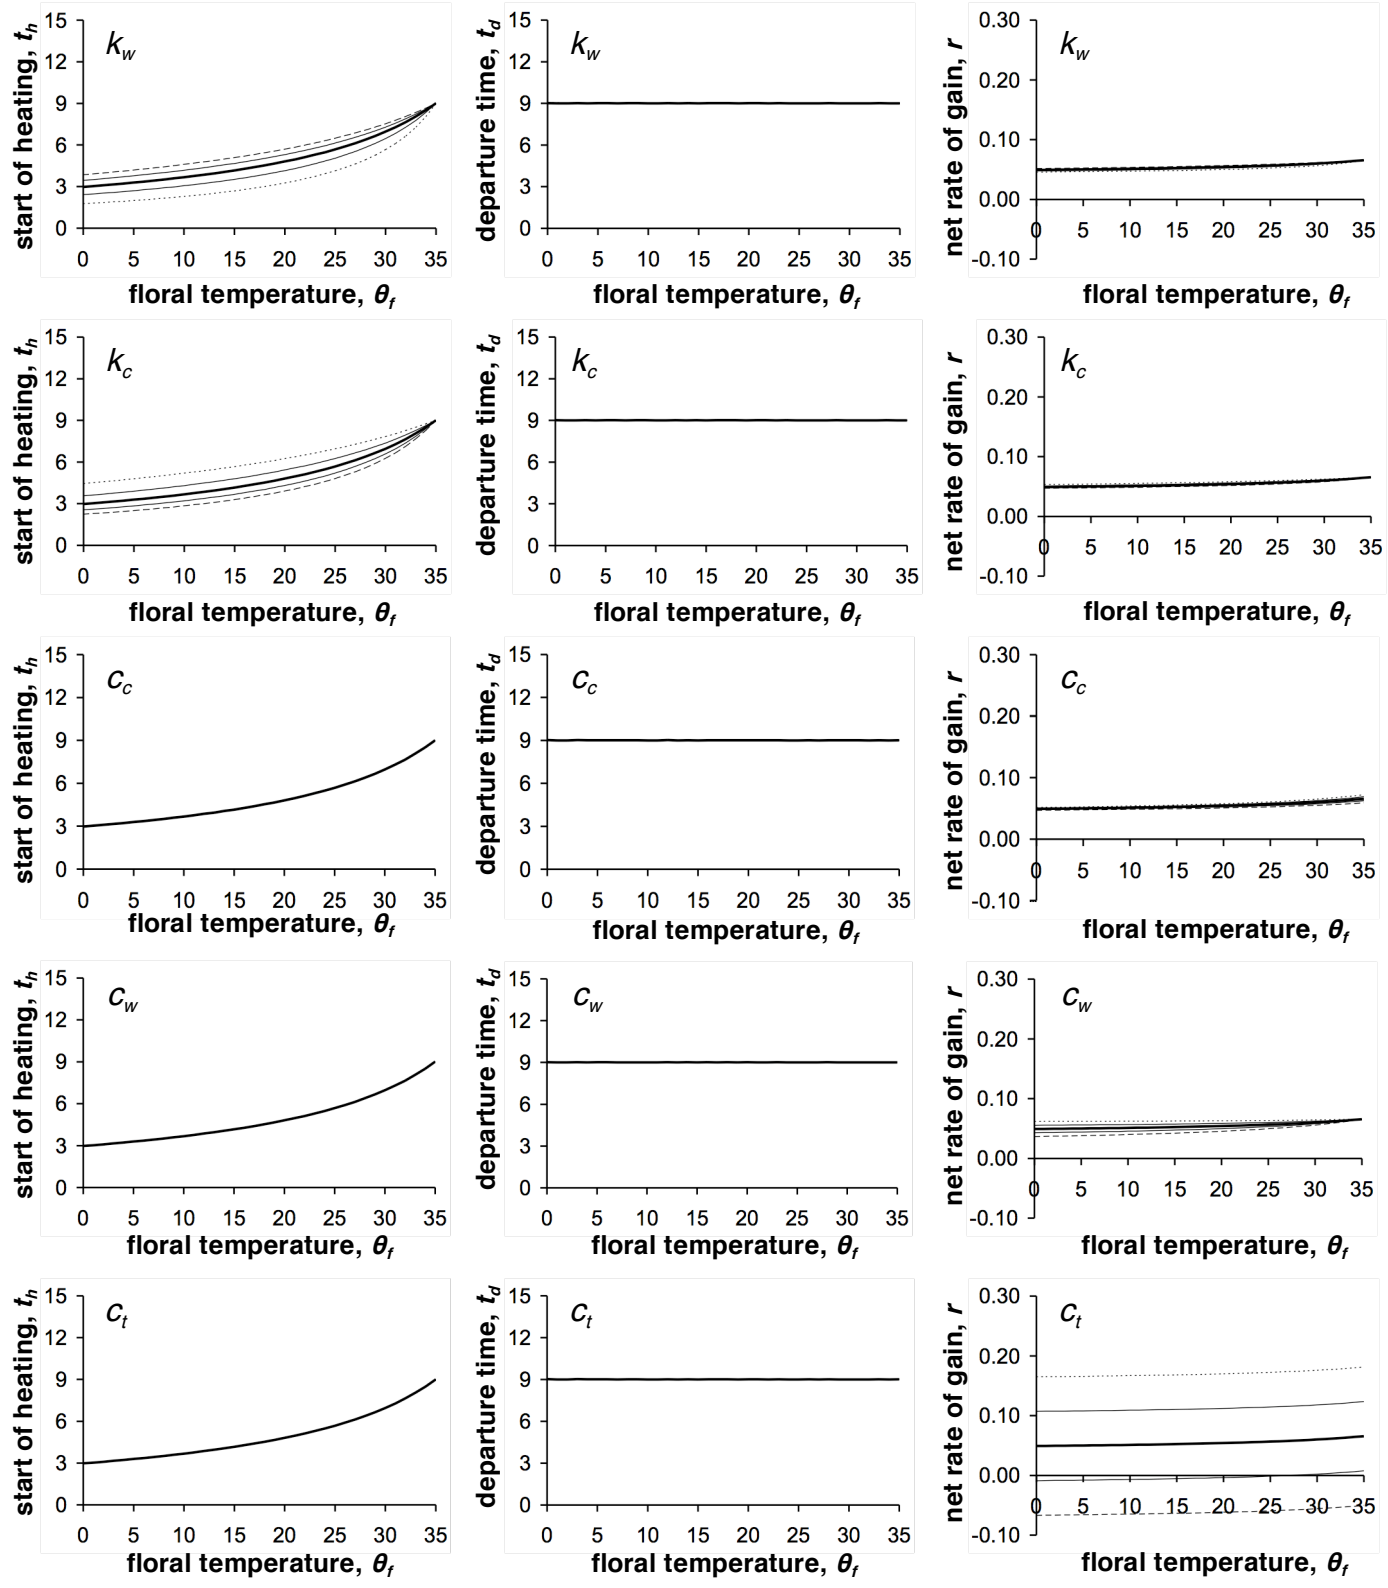 start of heating, t_h
15
12
9
6
3
0
k_w
0 5 10 15 20 25 30 35
floral temperature, θ_f
departure time, t_d
15
12
9
6
3
0
k_w
0 5 10 15 20 25 30 35
floral temperature, θ_f
net rate of gain, r
0.30
0.20
0.10
0.00
-0.10
k_w
0 5 10 15 20 25 30 35
floral temperature, θ_f
start of heating, t_h
15
12
9
6
3
0
k_c
0 5 10 15 20 25 30 35
floral temperature, θ_f
departure time, t_d
15
12
9
6
3
0
k_c
0 5 10 15 20 25 30 35
floral temperature, θ_f
net rate of gain, r
0.30
0.20
0.10
0.00
-0.10
k_c
0 5 10 15 20 25 30 35
floral temperature, θ_f
start of heating, t_h
15
12
9
6
3
0
c_c
0 5 10 15 20 25 30 35
floral temperature, θ_f
departure time, t_d
15
12
9
6
3
0
c_c
0 5 10 15 20 25 30 35
floral temperature, θ_f
net rate of gain, r
0.30
0.20
0.10
0.00
-0.10
c_c
0 5 10 15 20 25 30 35
floral temperature, θ_f
start of heating, t_h
15
12
9
6
3
0
c_w
0 5 10 15 20 25 30 35
floral temperature, θ_f
departure time, t_d
15
12
9
6
3
0
c_w
0 5 10 15 20 25 30 35
floral temperature, θ_f
net rate of gain, r
0.30
0.20
0.10
0.00
-0.10
c_w
0 5 10 15 20 25 30 35
floral temperature, θ_f
start of heating, t_h
15
12
9
6
3
0
c_t
0 5 10 15 20 25 30 35
floral temperature, θ_f
departure time, t_d
15
12
9
6
3
0
c_t
0 5 10 15 20 25 30 35
floral temperature, θ_f
net rate of gain, r
0.30
0.20
0.10
0.00
-0.10
c_t
0 5 10 15 20 25 30 35
floral temperature, θ_f